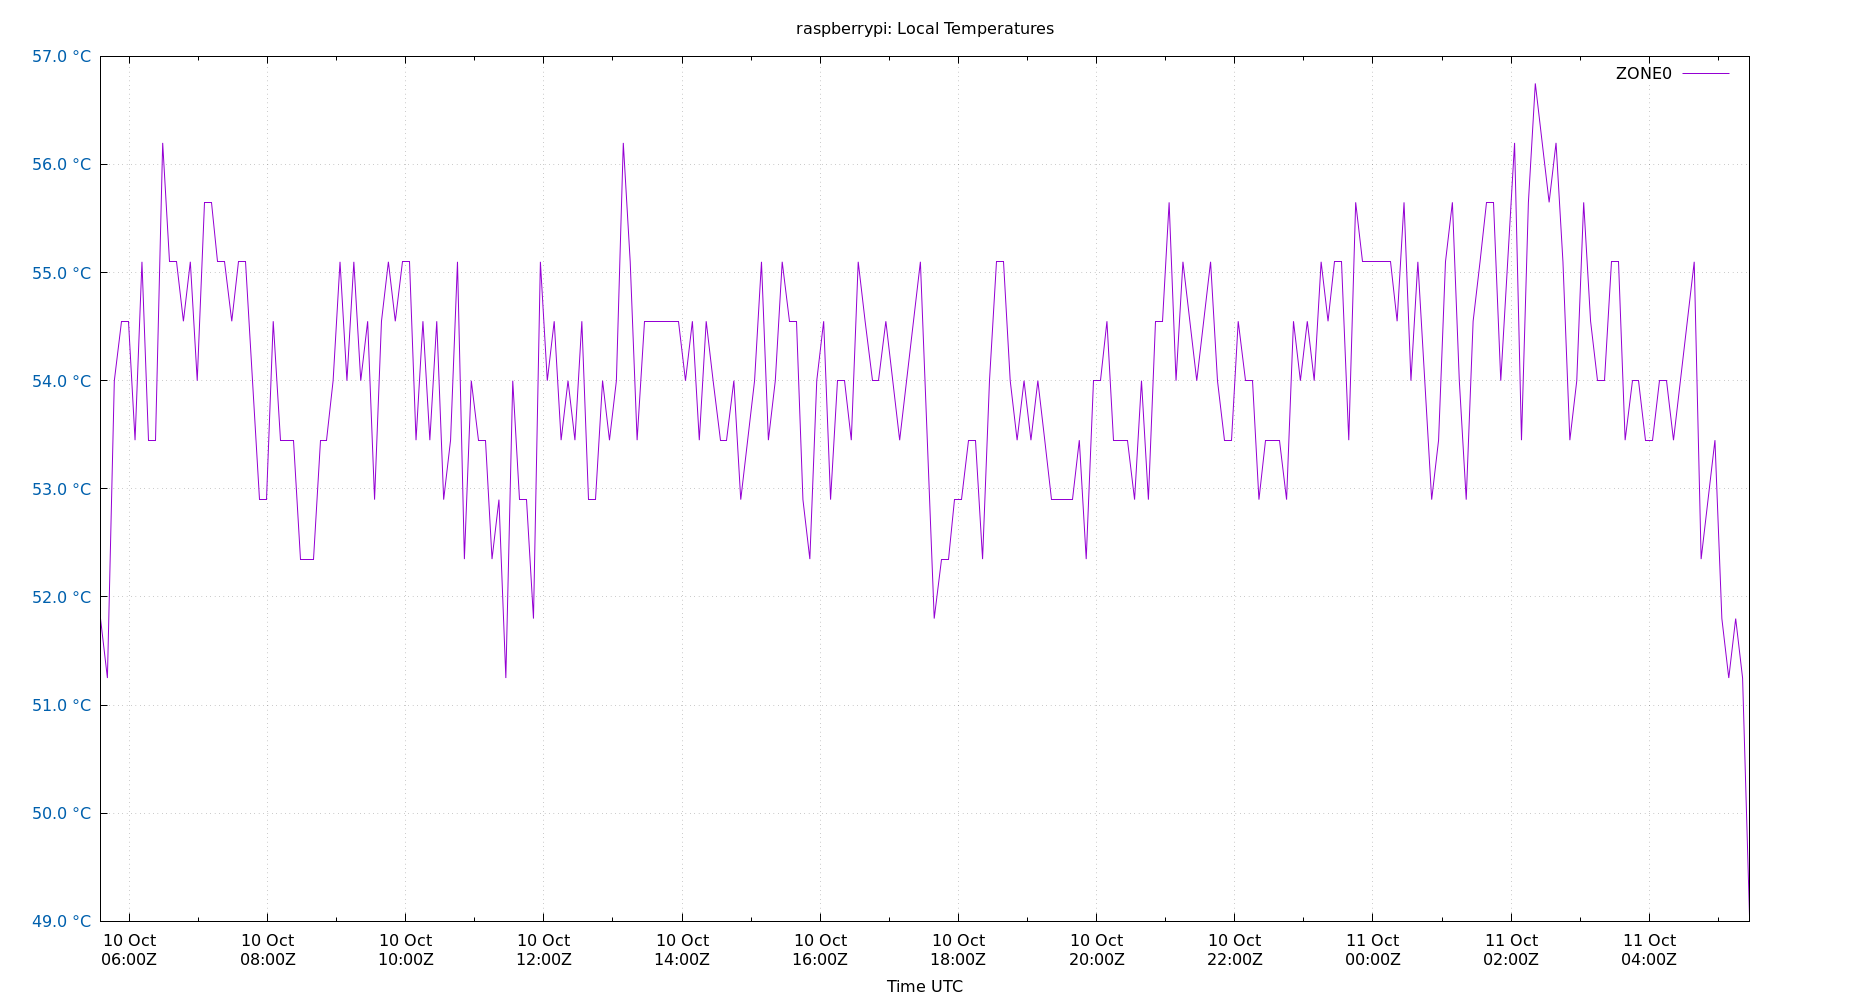 raspberrypi: Local Temperatures
57.0 °C
ZONE0
56.0 °C
55.0 °C
54.0 °C
53.0 °C
52.0 °C
51.0 °C
50.0 °C
49.0 °C
10 Oct 10 Oct 10 Oct 10 Oct 10 Oct 10 Oct 10 Oct 10 Oct 10 Oct 11 Oct 11 Oct 11 Oct
06:00Z 08:00Z 10:00Z 12:00Z 14:00Z 16:00Z 18:00Z 20:00Z 22:00Z 00:00Z 02:00Z 04:00Z
Time UTC